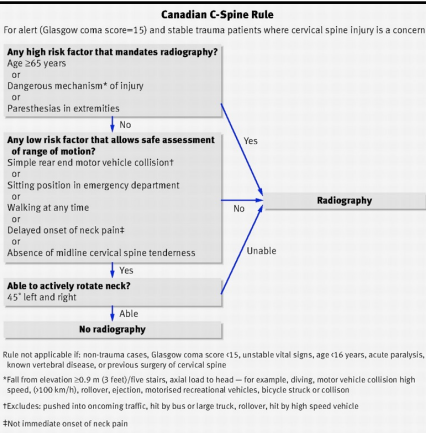 Canadian C-Spine Rule
For alert (Glasgow coma score=15) and stable trauma patients where cervical spine injury is a concern
Any high risk factor that mandates radiography?
Age ≥65 years
or
Dangerous mechanism* of injury
or
Paresthesias in extremities
No
Yes
Any low risk factor that allows safe assessment
of range of motion?
Simple rear end motor vehicle collision†
or
Sitting position in emergency department
or
Walking at any time
or
Delayed onset of neck pain‡
or
Absence of midline cervical spine tenderness
No
Radiography
Yes
Unable
Able to actively rotate neck?
45° left and right
Able
No radiography
Rule not applicable if: non-trauma cases, Glasgow coma score <15, unstable vital signs, age <16 years, acute paralysis,
known vertebral disease, or previous surgery of cervical spine
*Fall from elevation ≥0.9 m (3 feet)/five stairs, axial load to head — for example, diving, motor vehicle collision high
speed, (>100 km/h), rollover, ejection, motorised recreational vehicles, bicycle struck or collison
†Excludes: pushed into oncoming traffic, hit by bus or large truck, rollover, hit by high speed vehicle
‡Not immediate onset of neck pain